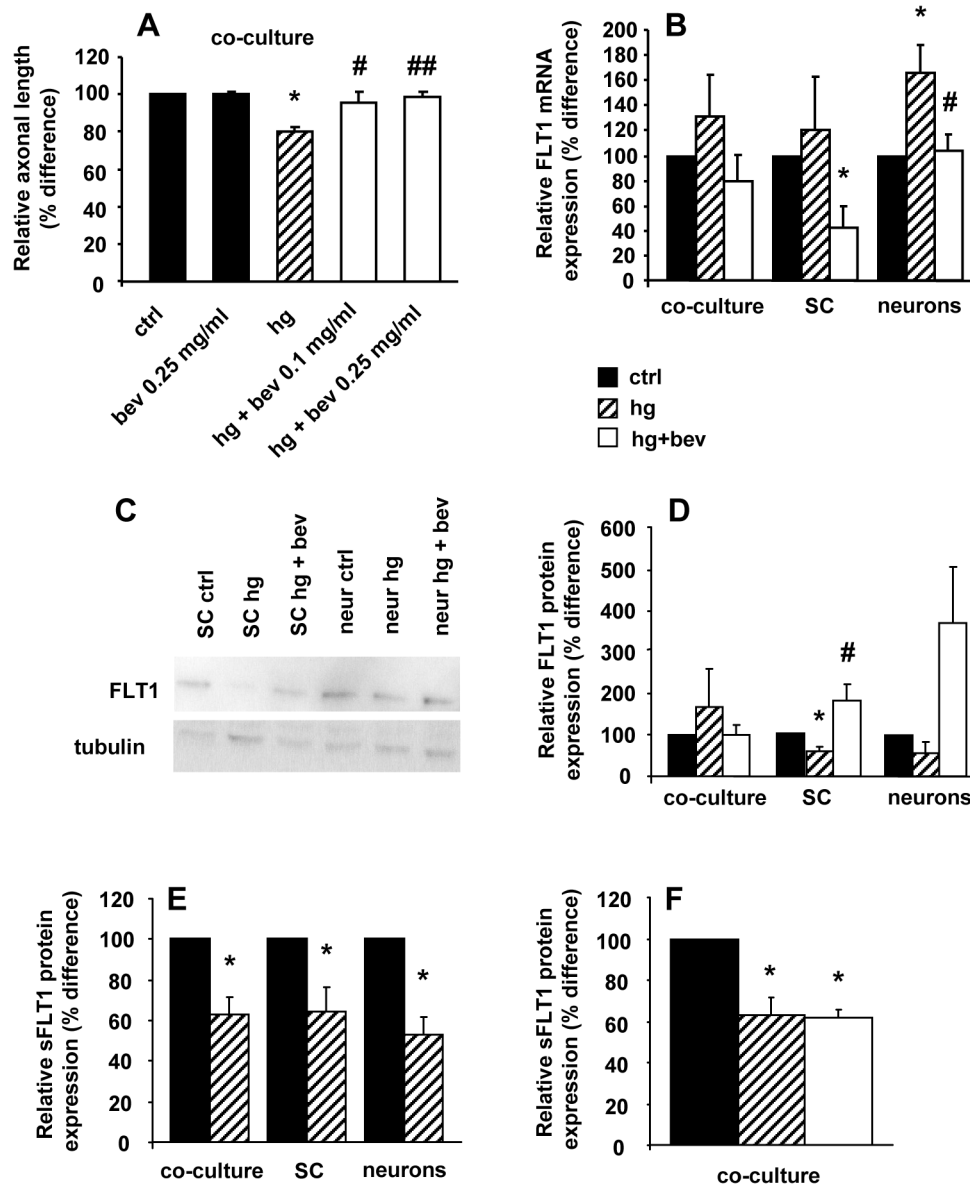 A
co-culture
Relative axonal length
(% difference)
120
100
80
60
40
20
0
*
#
##
ctrl
bev 0.25 mg/ml
hg
hg + bev 0.1 mg/ml
hg + bev 0.25 mg/ml
B
Relative FLT1 mRNA
expression (% difference)
200
180
160
140
120
100
80
60
40
20
0
*
*
#
co-culture SC neurons
ctrl
hg
hg+bev
C
SC ctrl
SC hg
SC hg + bev
neur ctrl
neur hg
neur hg + bev
FLT1
tubulin
D
Relative FLT1 protein
expression (% difference)
600
500
400
300
200
100
0
*
#
co-culture SC neurons
E
Relative sFLT1 protein
expression (% difference)
120
100
80
60
40
20
0
* * *
co-culture SC neurons
F
Relative sFLT1 protein
expression (% difference)
120
100
80
60
40
20
0
* *
co-culture